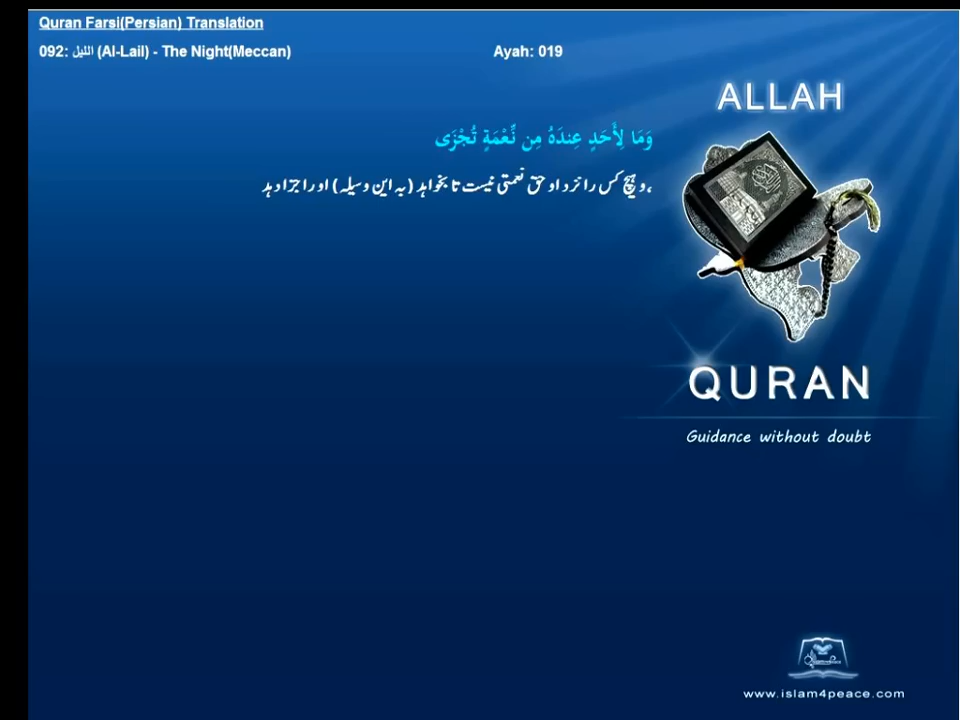 Quran Farsi(Persian) Translation
092: الليل (Al-Lail) - The Night(Meccan) Ayah: 019
وَمَا لِأَحَدٍ عِندَهُ مِن نِّعْمَةٍ تُجْزَى
و هیچ کس را نزد او حق نعمتی نیست تا بخواهد (به این وسیله) او را جزا دهد،
ALLAH
QURAN
Guidance without doubt
www.islam4peace.com